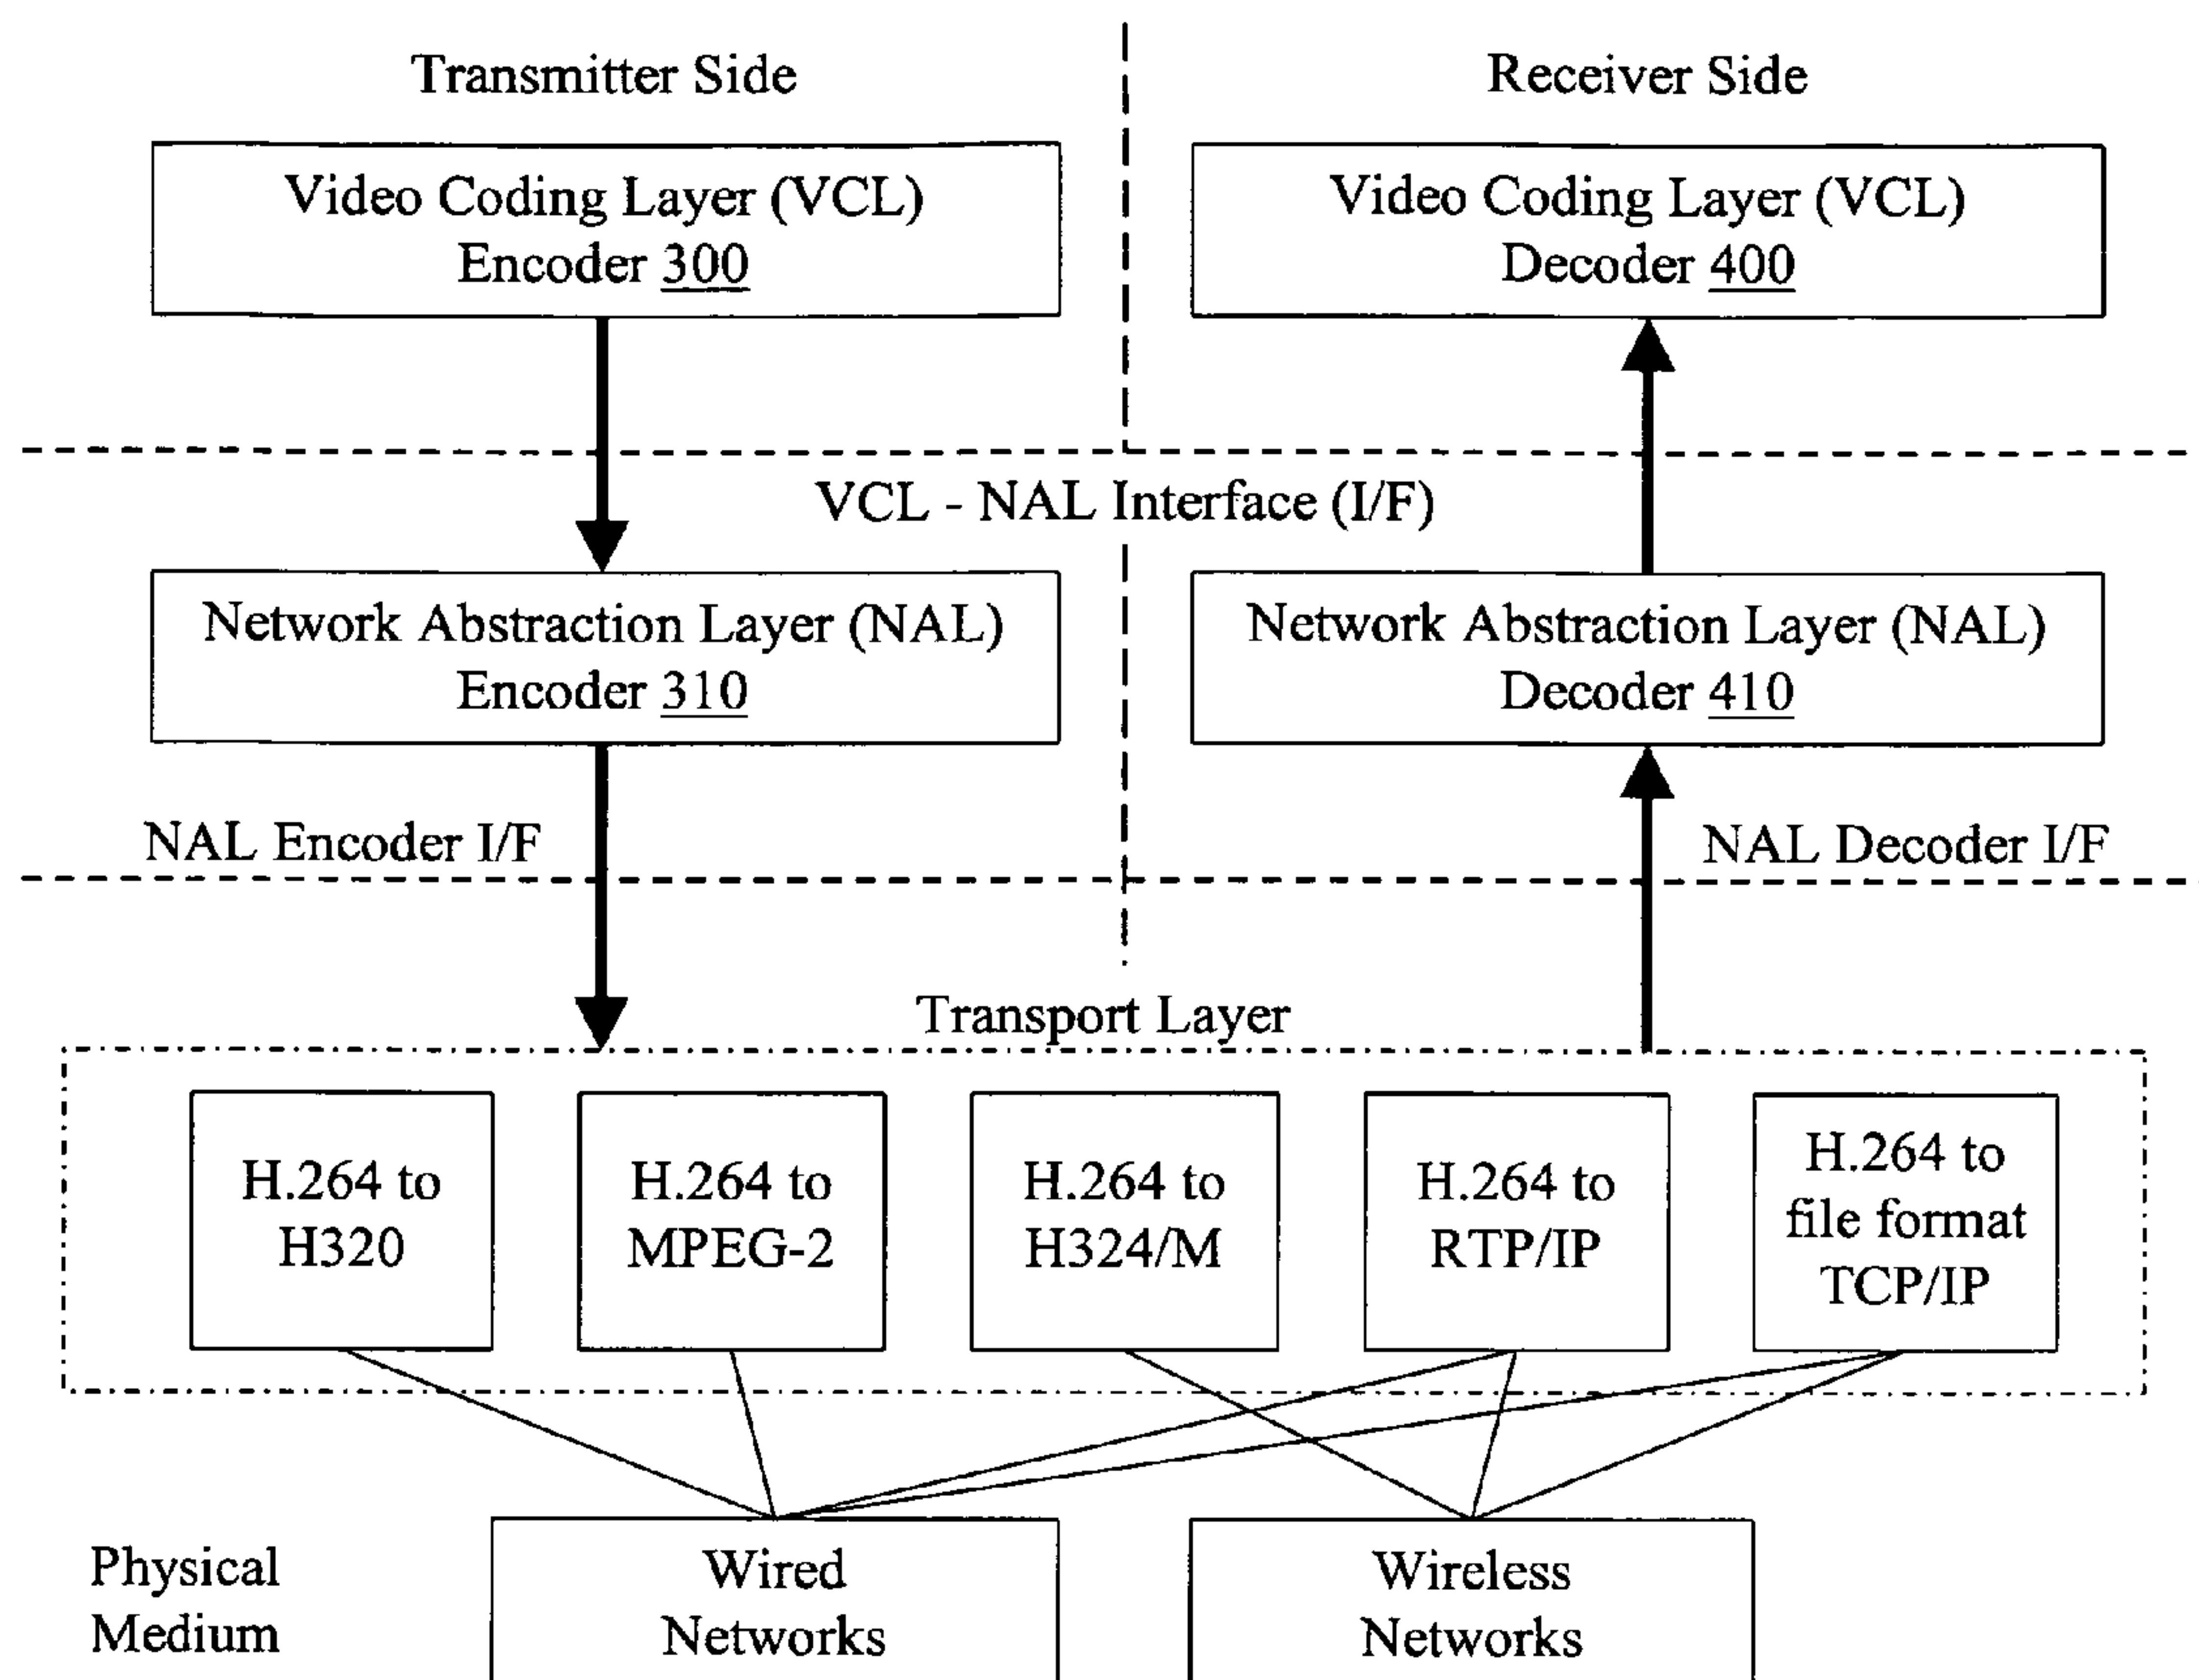 Transmitter Side
Receiver Side
Video Coding Layer (VCL)
Encoder 300
Video Coding Layer (VCL)
Decoder 400
VCL - NAL Interface (I/F)
Network Abstraction Layer (NAL)
Encoder 310
Network Abstraction Layer (NAL)
Decoder 410
NAL Encoder I/F
NAL Decoder I/F
Transport Layer
H.264 to
H320
H.264 to
MPEG-2
H.264 to
H324/M
H.264 to
RTP/IP
H.264 to
file format
TCP/IP
Physical
Medium
Wired
Networks
Wireless
Networks